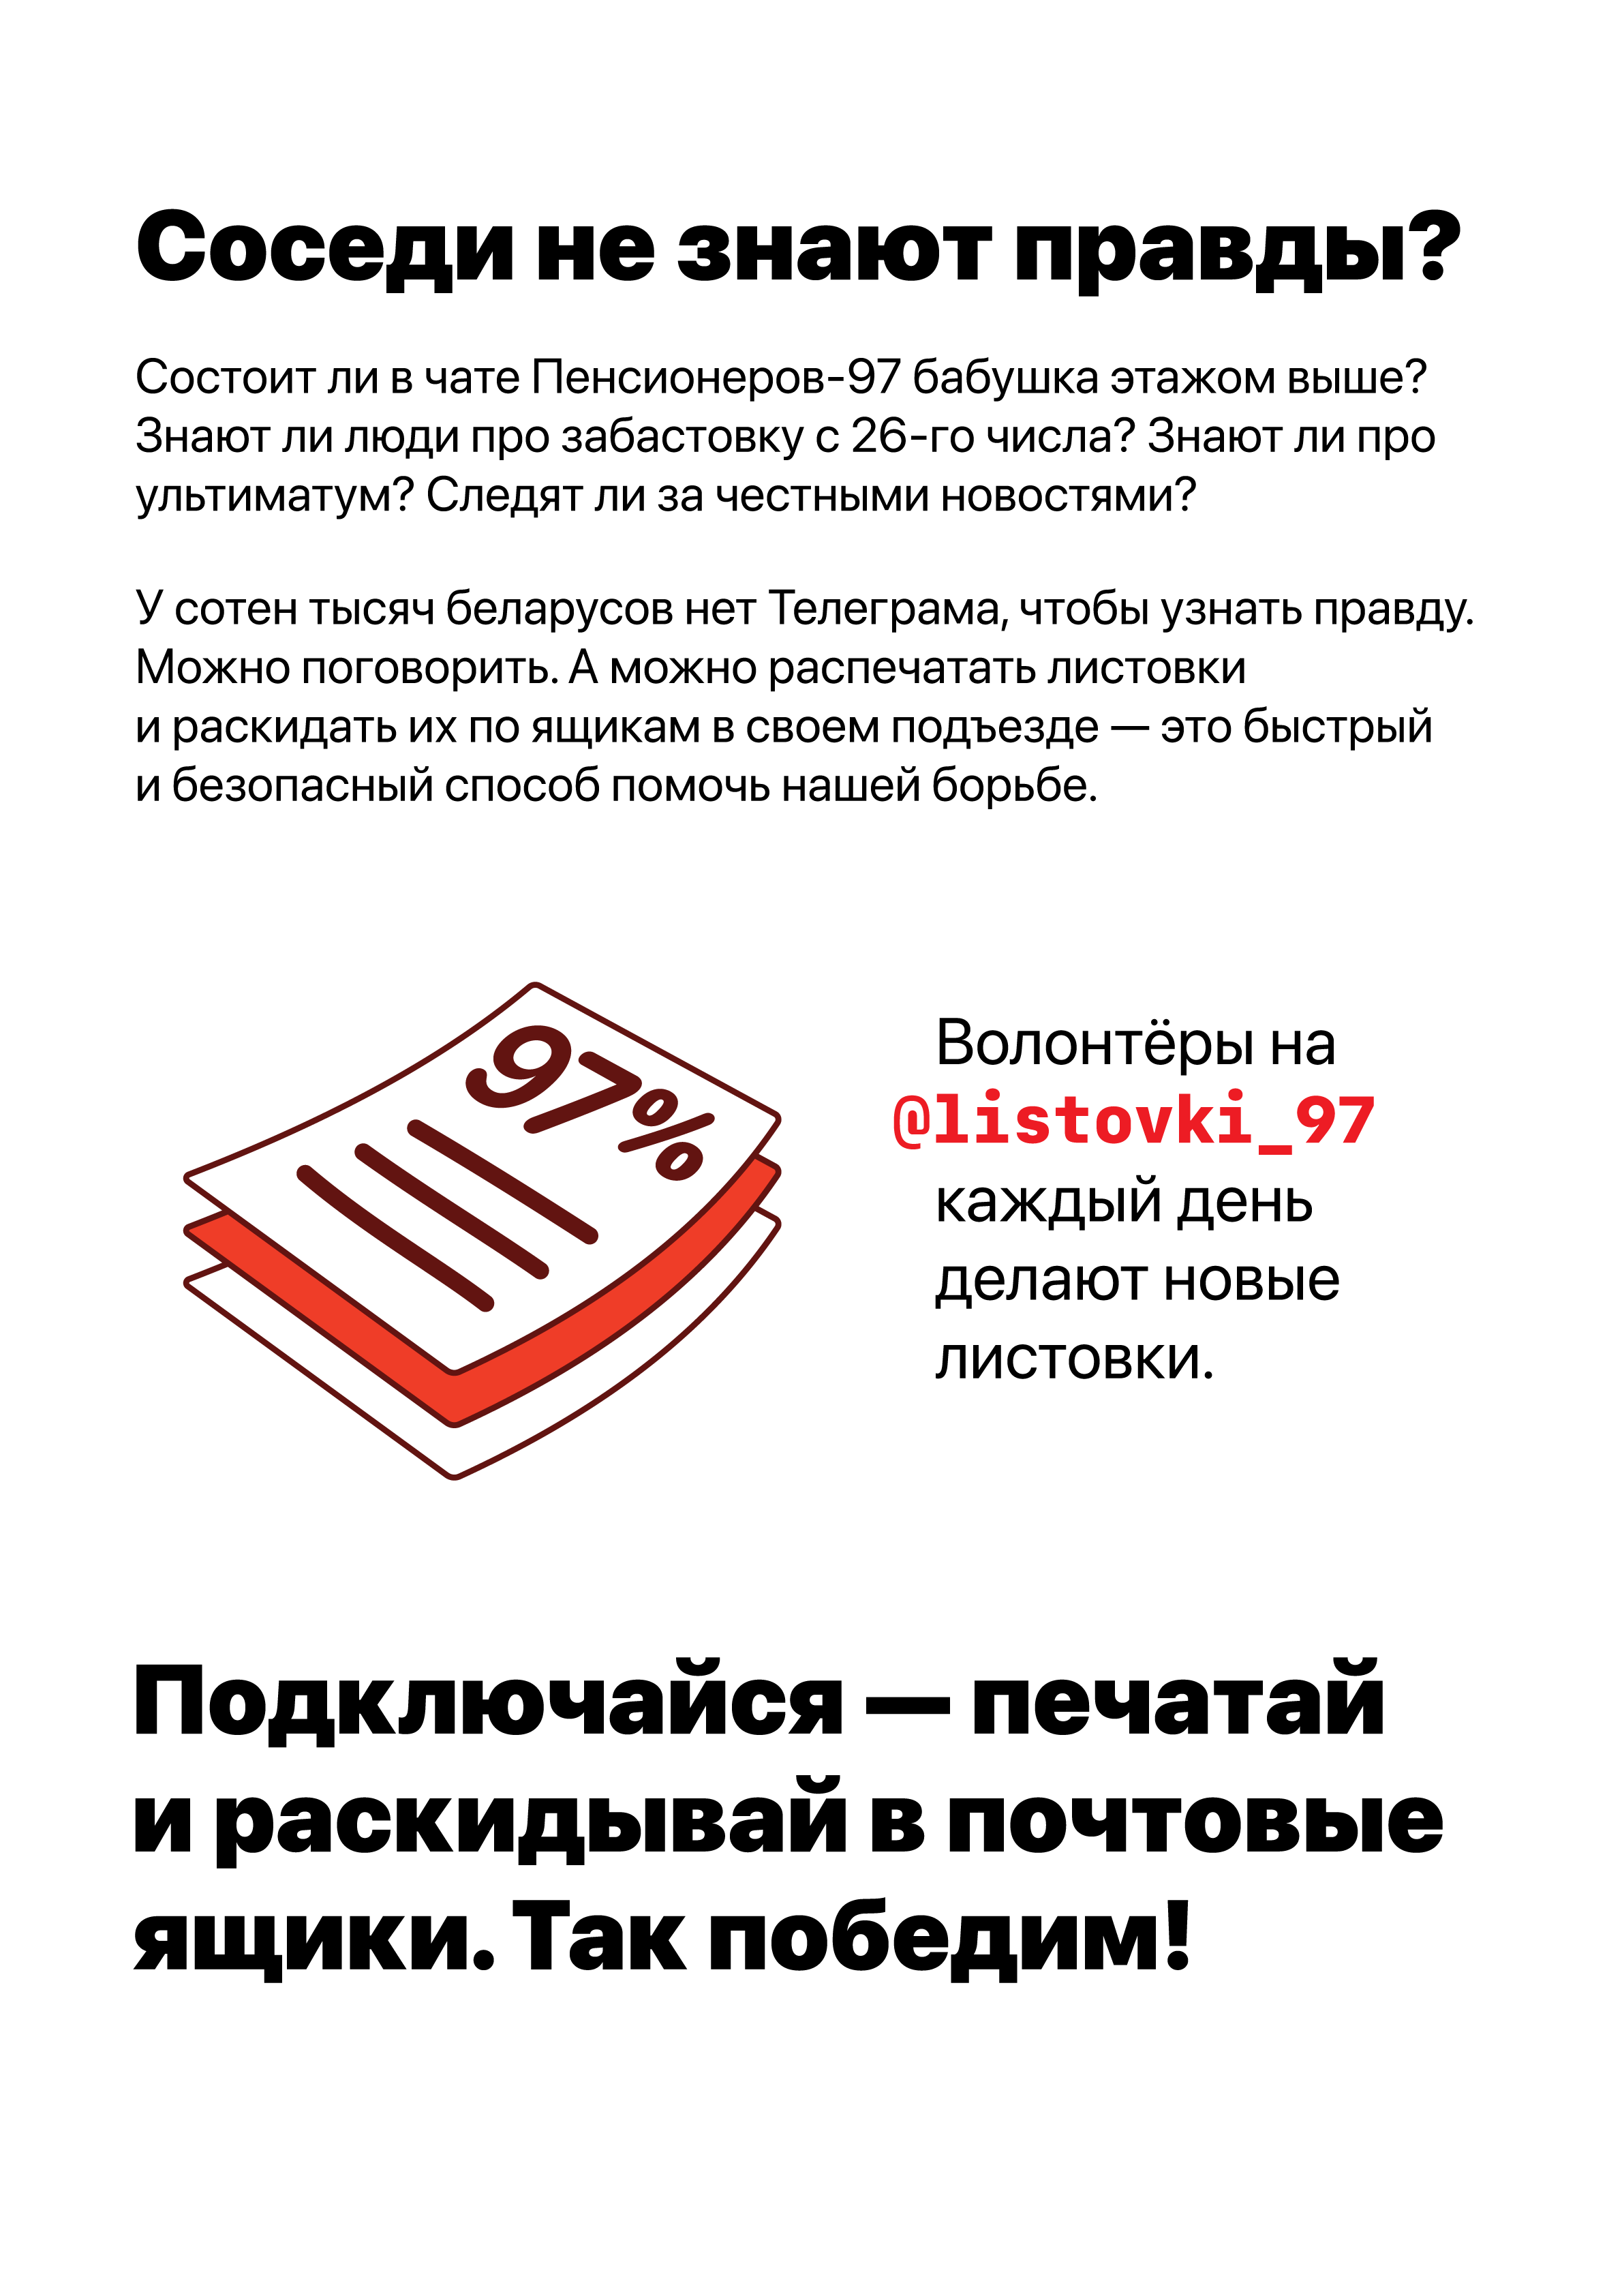 Соседи не знают правды?
Состоит ли в чате Пенсионеров-97 бабушка этажом выше?
Знают ли люди про забастовку с 26-го числа? Знают ли про
ультиматум? Следят ли за честными новостями?
У сотен тысяч беларусов нет Телеграма, чтобы узнать правду.
Можно поговорить. А можно распечатать листовки
и раскидать их по ящикам в своем подъезде — это быстрый
и безопасный способ помочь нашей борьбе.
97%
Волонтёры на
@listovki_97
каждый день
делают новые
листовки.
Подключайся — печатай
и раскидывай в почтовые
ящики. Так победим!